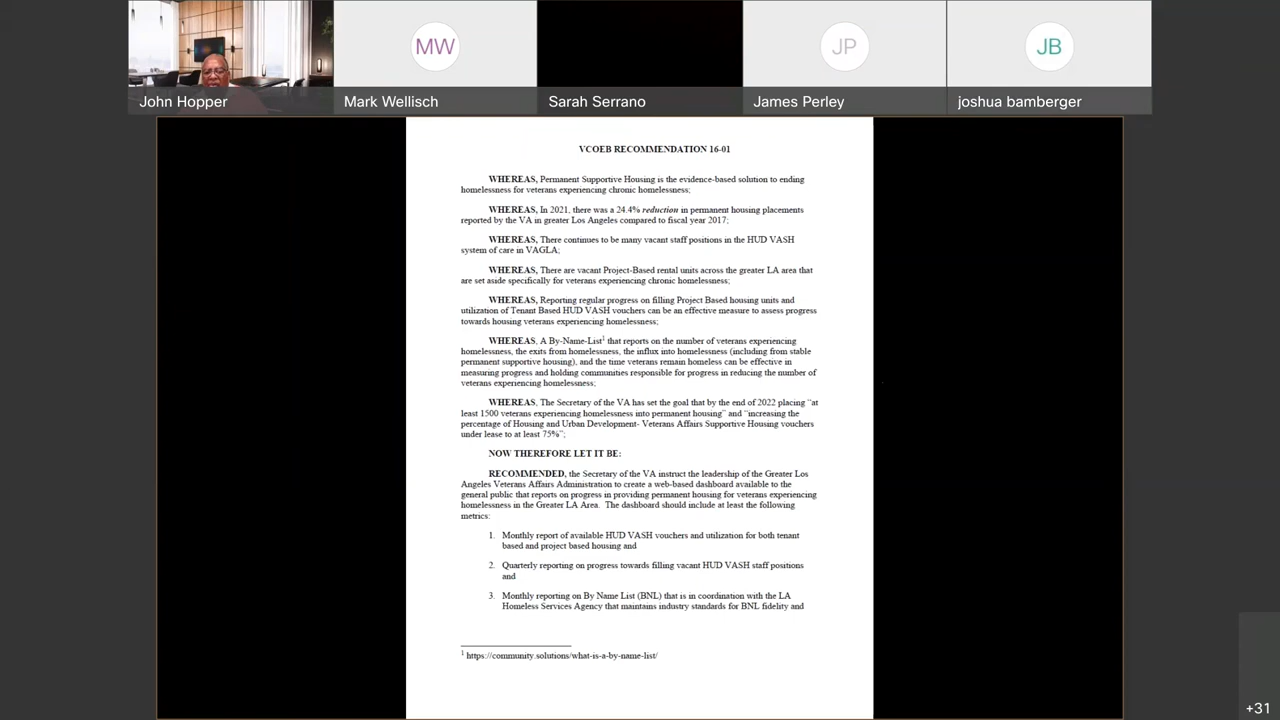 MW
JP
JB
John Hopper
Mark Wellisch
Sarah Serrano
James Perley
joshua bamberger
VCOEB RECOMMENDATION 16-01
WHEREAS, Permanent Supportive Housing is the evidence-based solution to ending
homelessness for veterans experiencing chronic homelessness;
WHEREAS, In 2021, there was a 24.4% reduction in permanent housing placements
reported by the VA in greater Los Angeles compared to fiscal year 2017;
WHEREAS, There continues to be many vacant staff positions in the HUD VASH
system of care in VAGLA;
WHEREAS, There are vacant Project-Based rental units across the greater LA area that
are set aside specifically for veterans experiencing chronic homelessness;
WHEREAS, Reporting regular progress on filling Project Based housing units and
utilization of Tenant Based HUD VASH vouchers can be an effective measure to assess progress
towards housing veterans experiencing homelessness;
WHEREAS, A By-Name-List1 that reports on the number of veterans experiencing
homelessness, the exits from homelessness, the influx into homelessness (including from stable
permanent supportive housing), and the time veterans remain homeless can be effective in
measuring progress and holding communities responsible for progress in reducing the number of
veterans experiencing homelessness;
WHEREAS, The Secretary of the VA has set the goal that by the end of 2022 placing “at
least 1500 veterans experiencing homelessness into permanent housing” and “increasing the
percentage of Housing and Urban Development- Veterans Affairs Supportive Housing vouchers
under lease to at least 75%”;
NOW THEREFORE LET IT BE:
RECOMMENDED, the Secretary of the VA instruct the leadership of the Greater Los
Angeles Veterans Affairs Administration to create a web-based dashboard available to the
general public that reports on progress in providing permanent housing for veterans experiencing
homelessness in the Greater LA Area. The dashboard should include at least the following
metrics:
1. Monthly report of available HUD VASH vouchers and utilization for both tenant
based and project based housing and
2. Quarterly reporting on progress towards filling vacant HUD VASH staff positions
and
3. Monthly reporting on By Name List (BNL) that is in coordination with the LA
Homeless Services Agency that maintains industry standards for BNL fidelity and
1 https://community.solutions/what-is-a-by-name-list/
+31